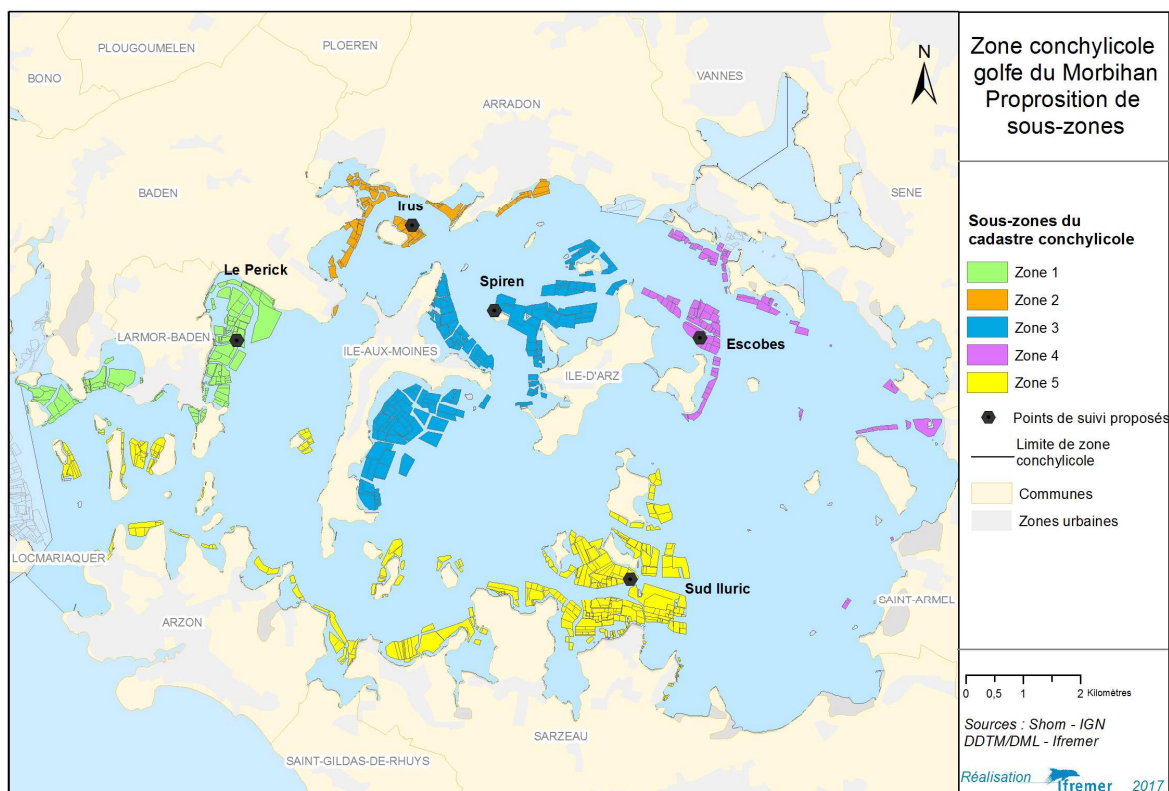 PLOUGOUMELEN
PLOEREN
BONO
VANNES
ARRADON
N
BADEN
SENE
Irus
Le Perick
Spiren
LARMOR-BADEN
ILE-AUX-MOINES
Escobes
ILE-D'ARZ
LOCMARIAQUER
Sud Iluric
SAINT-ARMEL
ARZON
SARZEAU
SAINT-GILDAS-DE-RHUYS
Zone conchylicole
golfe du Morbihan
Proprosition de
sous-zones
Sous-zones du
cadastre conchylicole
Zone 1
Zone 2
Zone 3
Zone 4
Zone 5
Points de suivi proposés
Limite de zone
conchylicole
Communes
Zones urbaines
0 0,5 1 2 Kilomètres
Sources : Shom - IGN
DDTM/DML - Ifremer
Réalisation Ifremer 2017